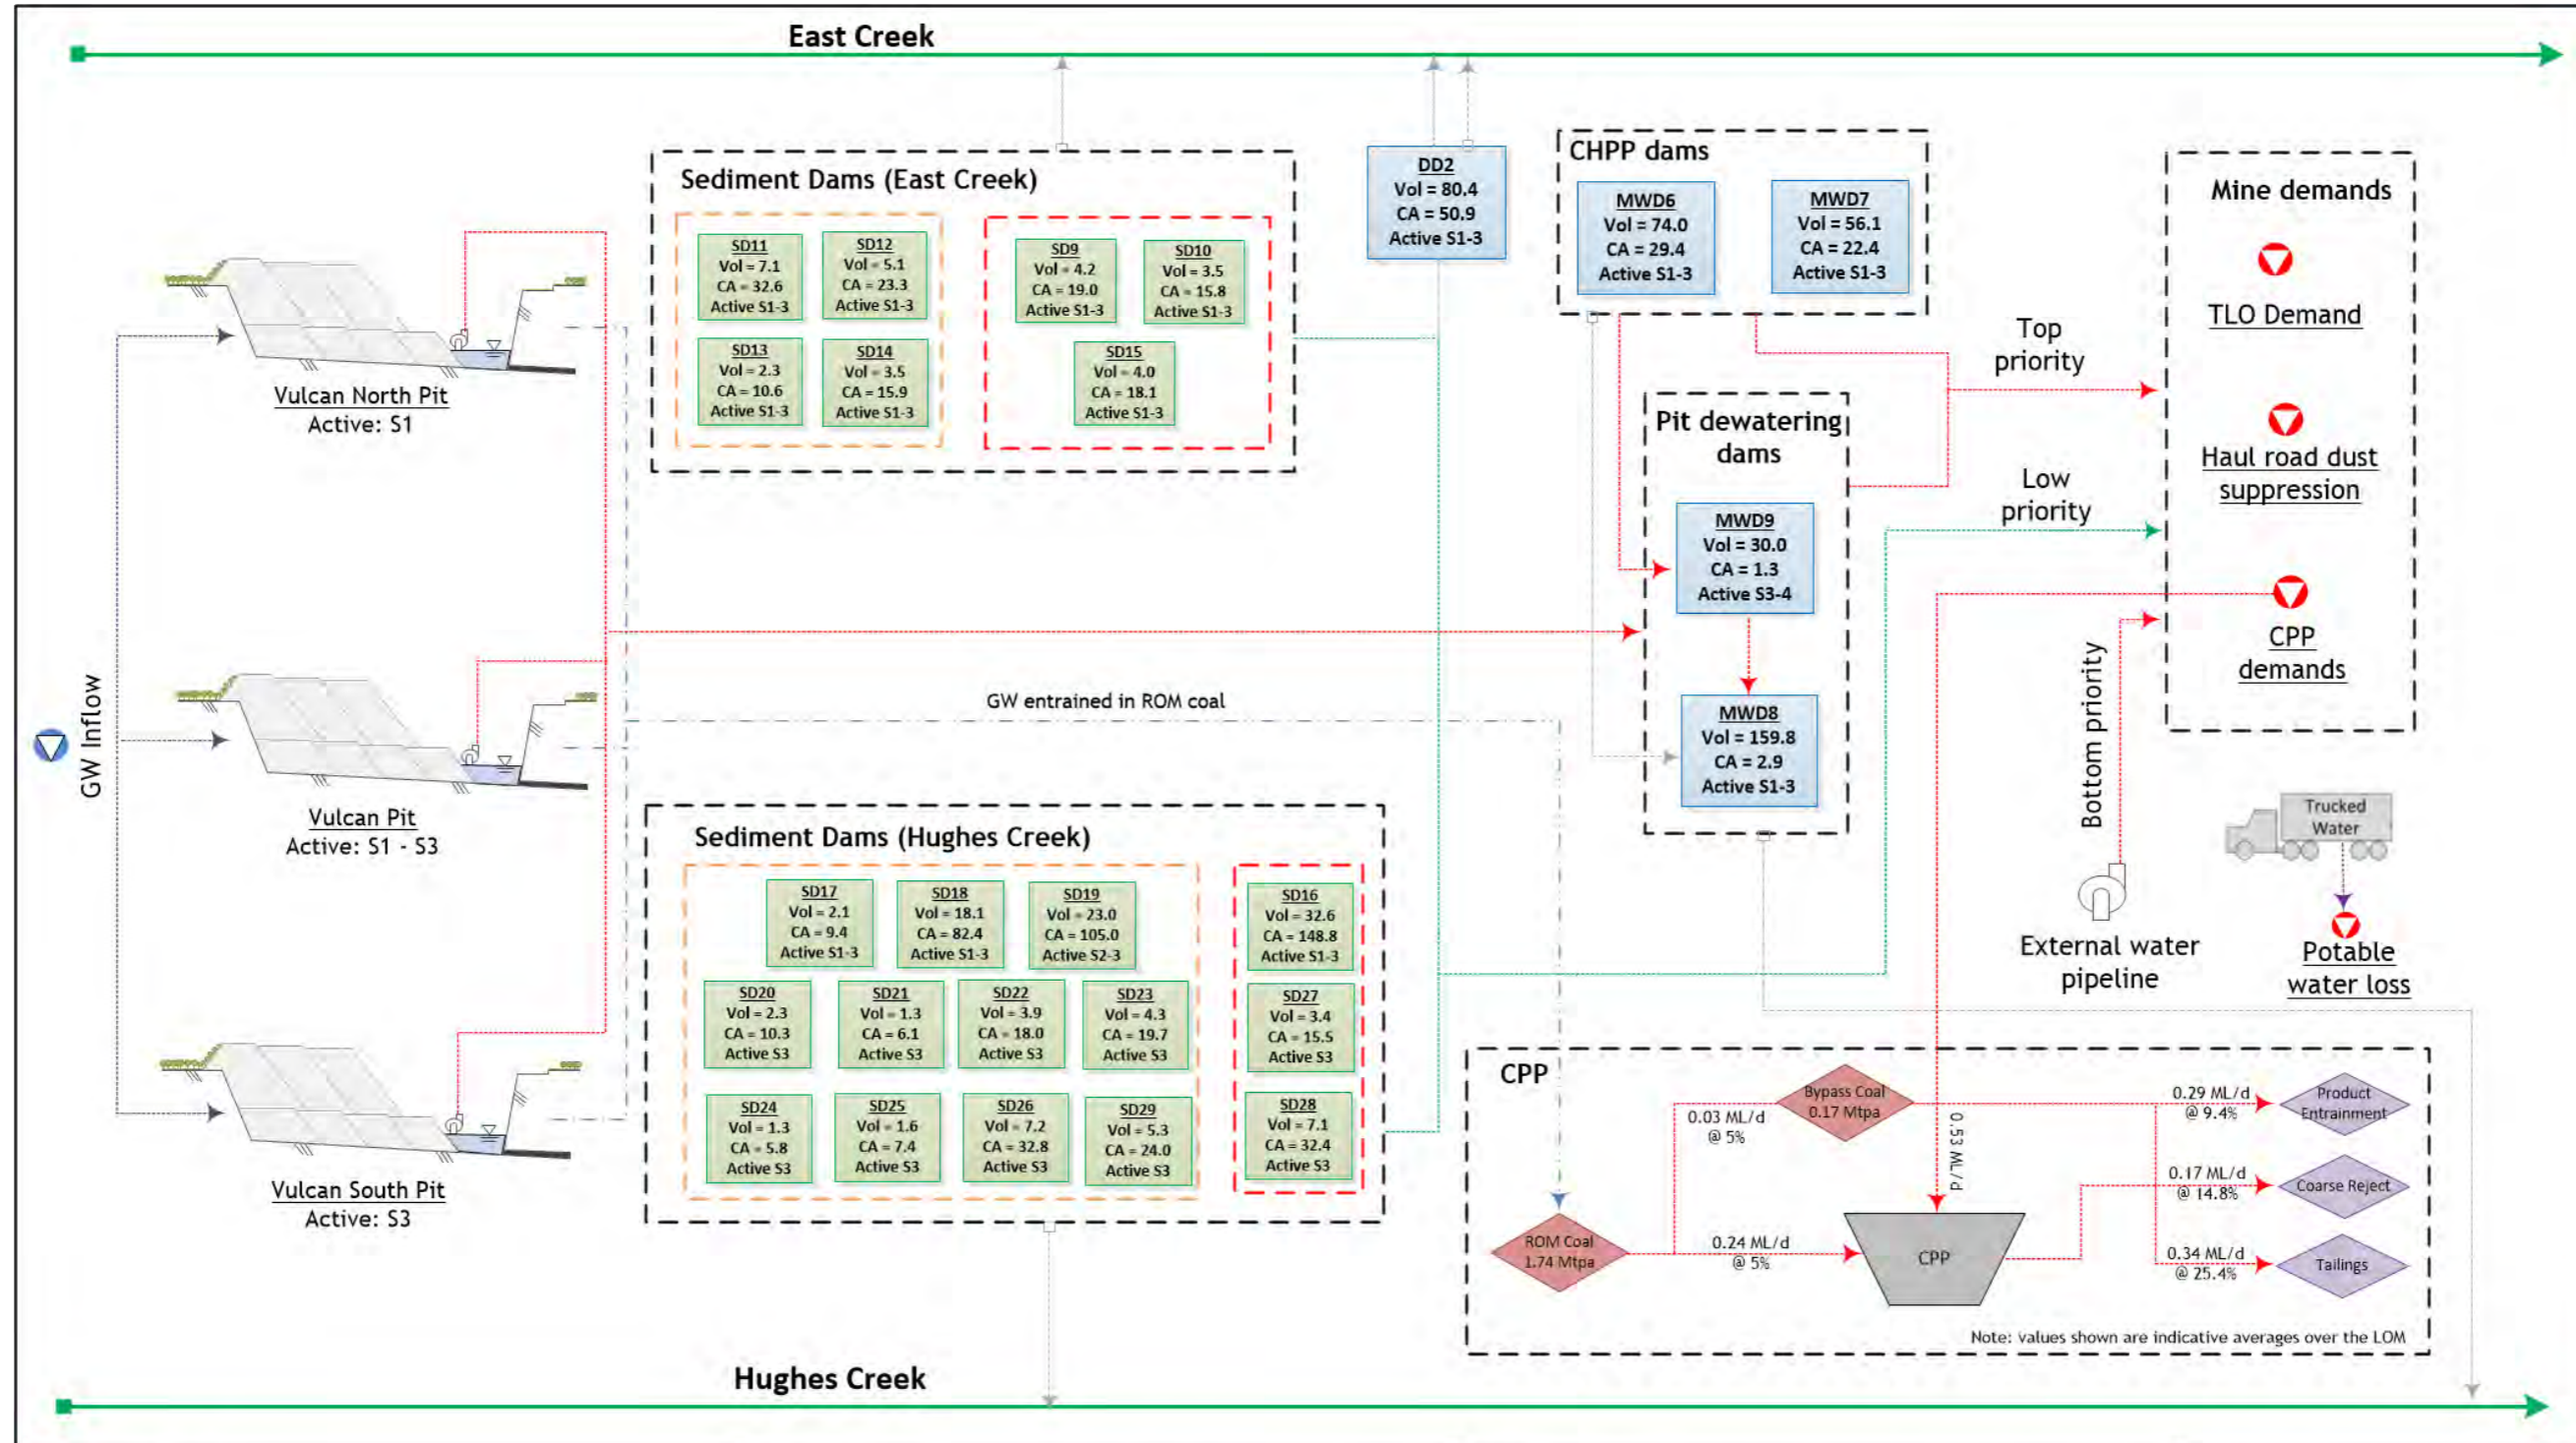 East Creek
Sediment Dams (East Creek)
SD11
Vol = 7.1
CA = 32.6
Active S1-3
SD12
Vol = 5.1
CA = 23.3
Active S1-3
SD13
Vol = 2.3
CA = 10.6
Active S1-3
SD14
Vol = 3.5
CA = 15.9
Active S1-3
SD9
Vol = 4.2
CA = 19.0
Active S1-3
SD10
Vol = 3.5
CA = 15.8
Active S1-3
SD15
Vol = 4.0
CA = 18.1
Active S1-3
DD2
Vol = 80.4
CA = 50.9
Active S1-3
CHPP dams
MWD6
Vol = 74.0
CA = 29.4
Active S1-3
MWD7
Vol = 56.1
CA = 22.4
Active S1-3
Mine demands
TLO Demand
Haul road dust
suppression
CPP
demands
Top
priority
Low
priority
Bottom priority
Pit dewatering
dams
MWD9
Vol = 30.0
CA = 1.3
Active S3-4
MWD8
Vol = 159.8
CA = 2.9
Active S1-3
Vulcan North Pit
Active: S1
GW Inflow
Vulcan Pit
Active: S1 - S3
Vulcan South Pit
Active: S3
GW entrained in ROM coal
Sediment Dams (Hughes Creek)
SD17
Vol = 2.1
CA = 9.4
Active S1-3
SD18
Vol = 18.1
CA = 82.4
Active S1-3
SD19
Vol = 23.0
CA = 105.0
Active S2-3
SD20
Vol = 2.3
CA = 10.3
Active S3
SD21
Vol = 1.3
CA = 6.1
Active S3
SD22
Vol = 3.9
CA = 18.0
Active S3
SD23
Vol = 4.3
CA = 19.7
Active S3
SD24
Vol = 1.3
CA = 5.8
Active S3
SD25
Vol = 1.6
CA = 7.4
Active S3
SD26
Vol = 7.2
CA = 32.8
Active S3
SD29
Vol = 5.3
CA = 24.0
Active S3
SD16
Vol = 32.6
CA = 148.8
Active S1-3
SD27
Vol = 3.4
CA = 15.5
Active S3
SD28
Vol = 7.1
CA = 32.4
Active S3
External water
pipeline
Trucked
Water
Potable
water loss
CPP
ROM Coal
1.74 Mtpa
0.03 ML/d
@ 5%
Bypass Coal
0.17 Mtpa
0.24 ML/d
@ 5%
0.53 ML/d
CPP
0.29 ML/d
@ 9.4%
Product
Entrainment
0.17 ML/d
@ 14.8%
Coarse Reject
0.34 ML/d
@ 25.4%
Tailings
Note: values shown are indicative averages over the LOM
Hughes Creek